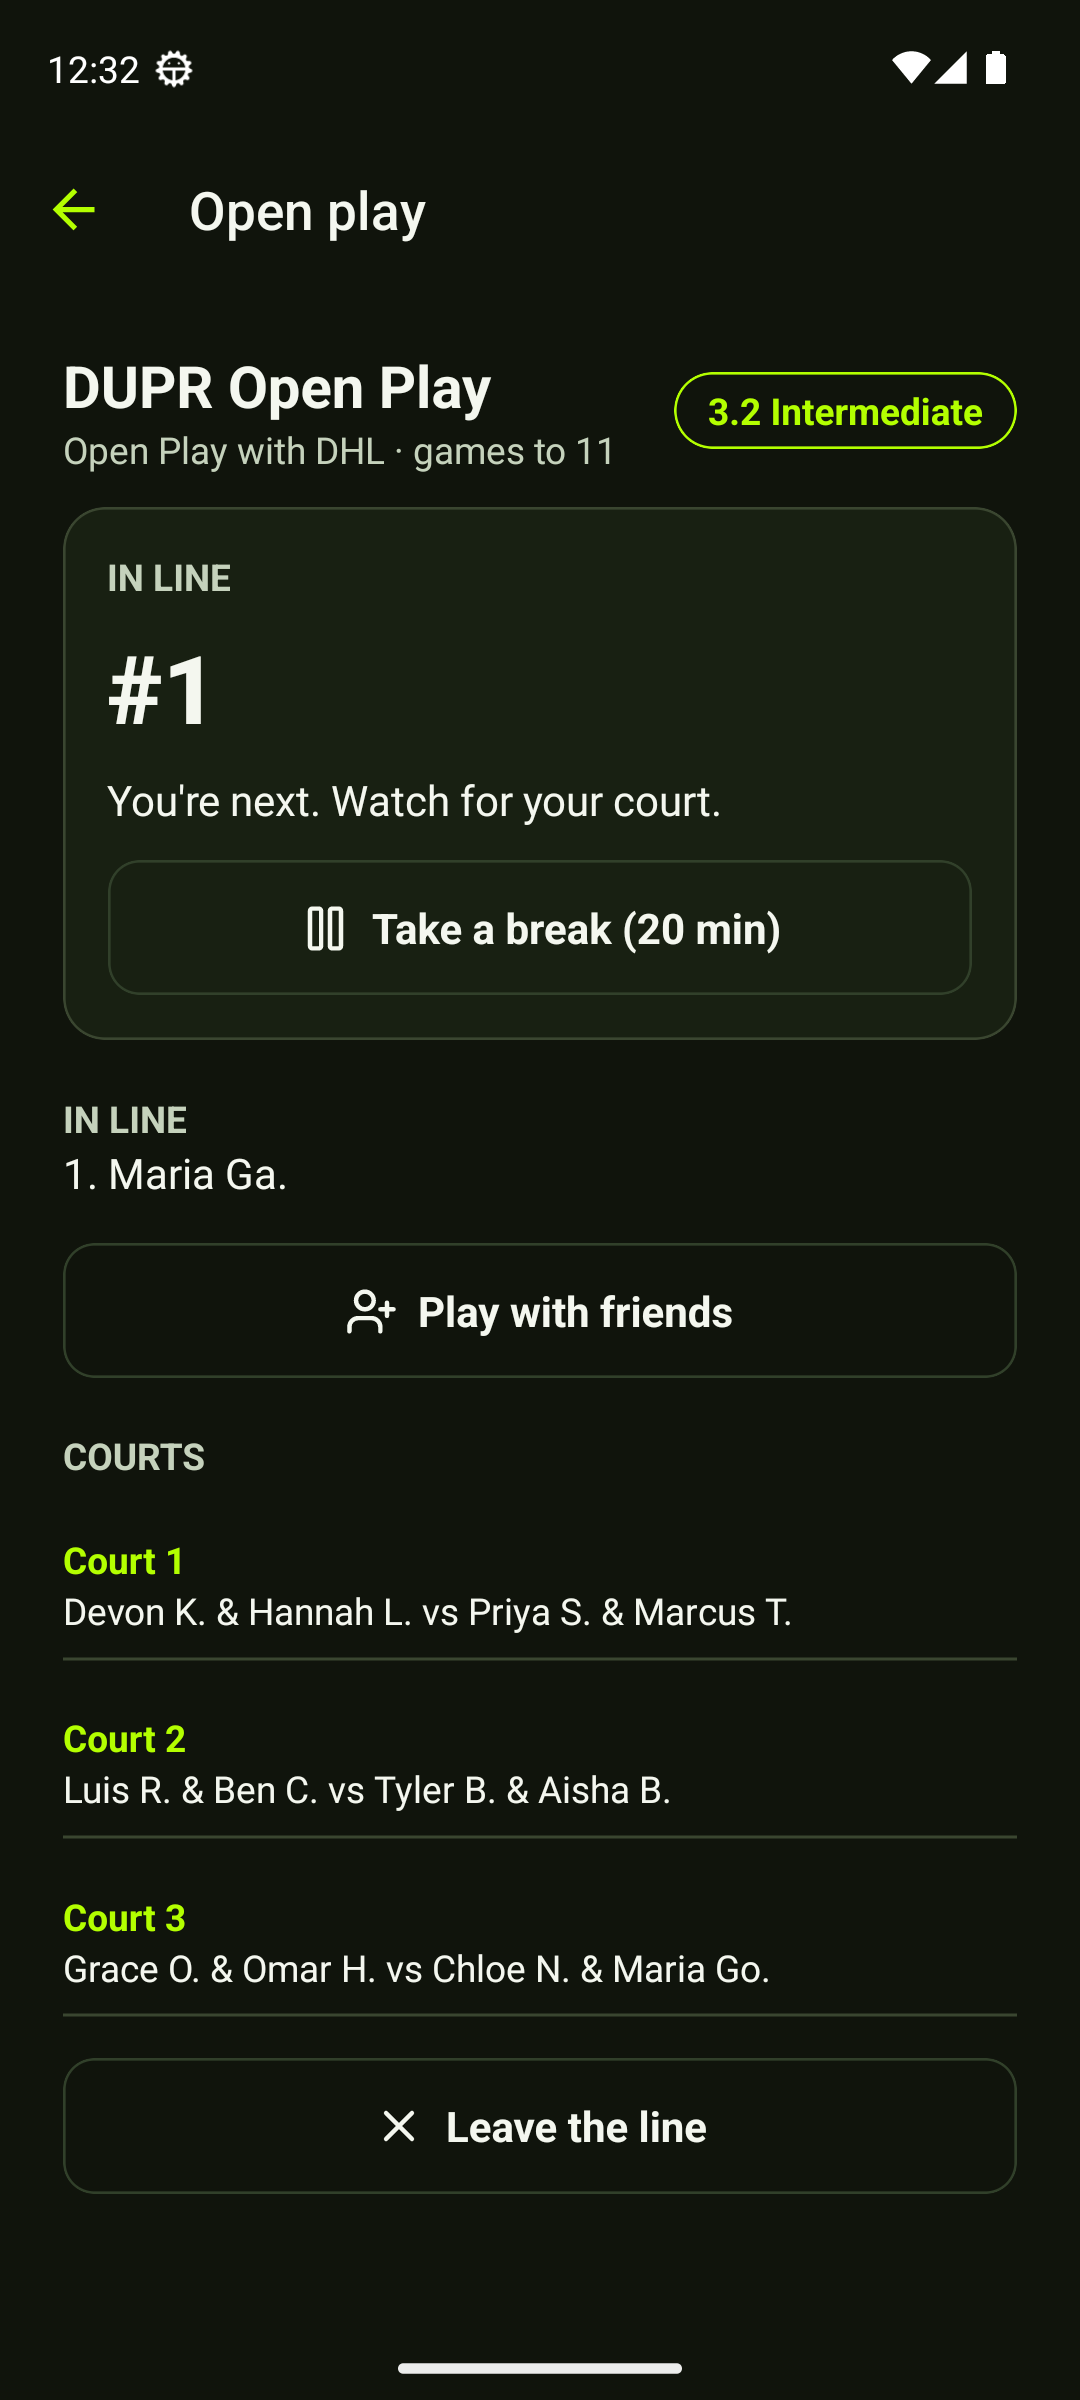 12:32
Open play
DUPR Open Play
3.2 Intermediate
Open Play with DHL · games to 11
IN LINE
#1
You're next. Watch for your court.
Take a break (20 min)
IN LINE
1. Maria Ga.
Play with friends
COURTS
Court 1
Devon K. & Hannah L. vs Priya S. & Marcus T.
Court 2
Luis R. & Ben C. vs Tyler B. & Aisha B.
Court 3
Grace O. & Omar H. vs Chloe N. & Maria Go.
Leave the line